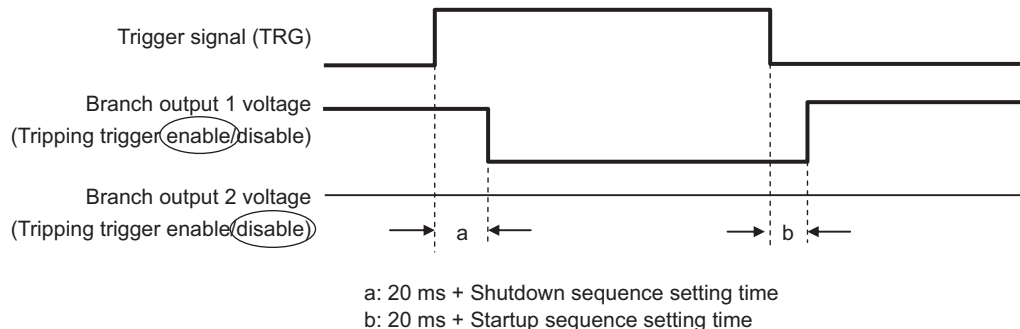 Trigger signal (TRG)
Branch output 1 voltage
(Tripping trigger enable/disable)
Branch output 2 voltage
(Tripping trigger enable/disable)
a
b
a: 20 ms + Shutdown sequence setting time
b: 20 ms + Startup sequence setting time